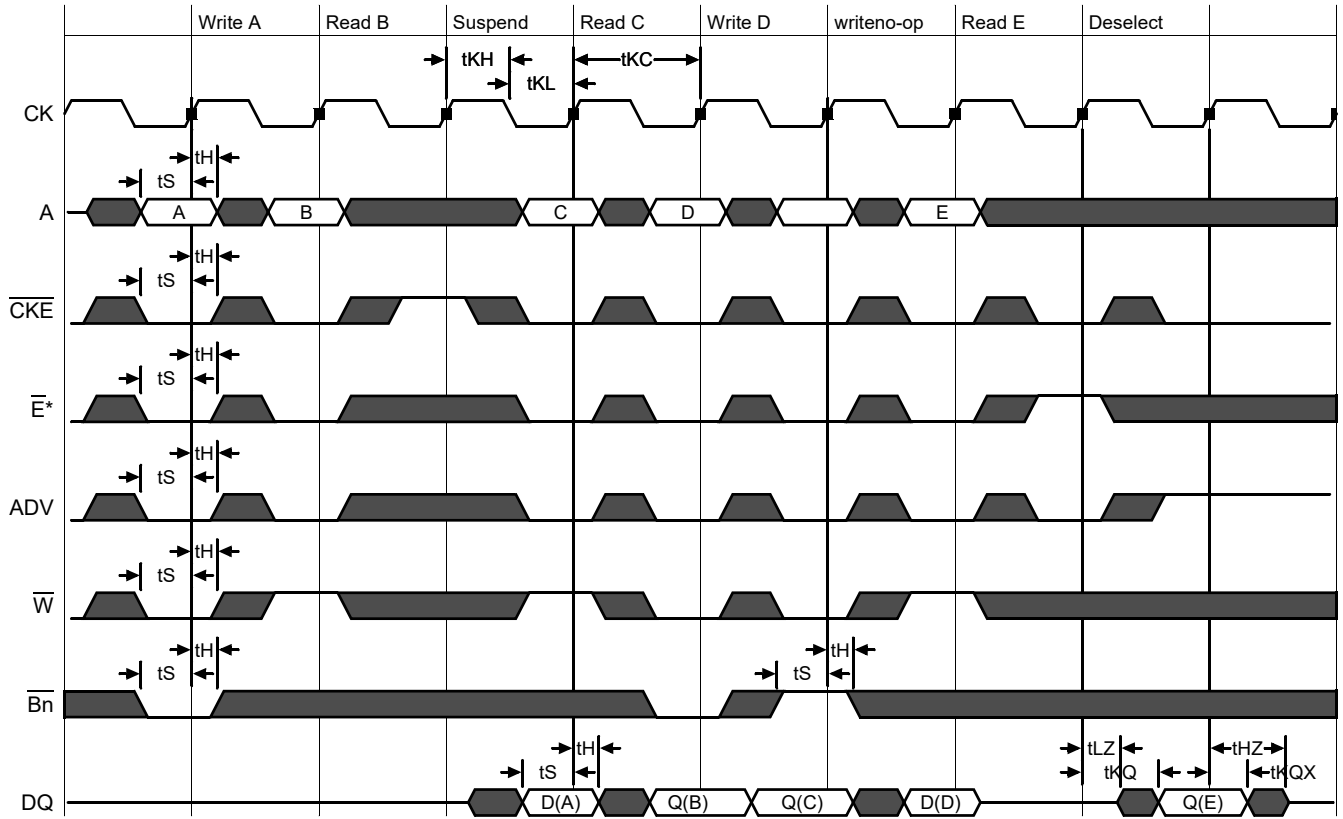 Write A Read B Suspend Read C Write D writeno-op Read E Deselect
tKH tKC
tKL
CK
tH
tS
A A B C D E
tH
tS
CKE
tH
tS
E*
tH
tS
ADV
tH
tS
W
tH tH
tS tS
Bn
tH tLZ tHZ
tS tKQ tKQX
DQ D(A) Q(B) Q(C) D(D) Q(E)